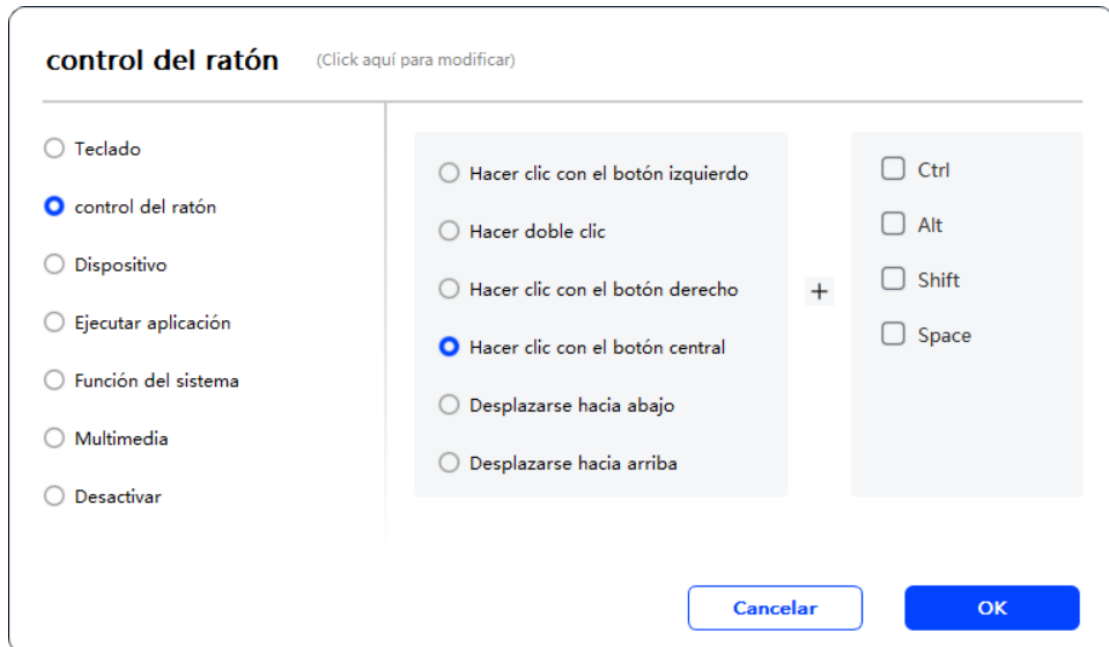 control del ratón (Click aquí para modificar)
Teclado
control del ratón
Dispositivo
Ejecutar aplicación
Función del sistema
Multimedia
Desactivar
Hacer clic con el botón izquierdo
Hacer doble clic
Hacer clic con el botón derecho
Hacer clic con el botón central
Desplazarse hacia abajo
Desplazarse hacia arriba
+
Ctrl
Alt
Shift
Space
Cancelar
OK